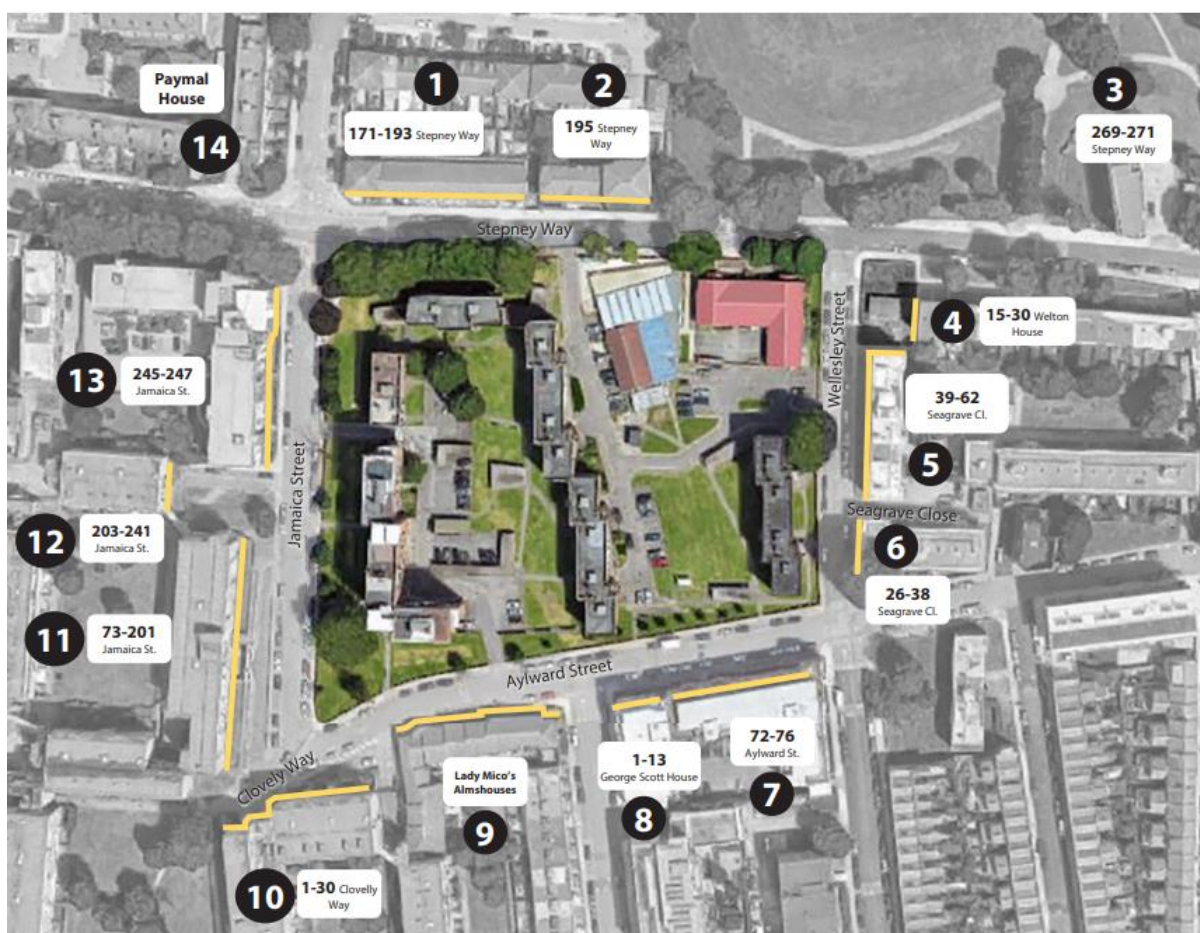 Paymal
House
14
1
171-193 Stepney Way
2
195 Stepney
Way
3
269-271
Stepney Way
Stepney Way
Wellesley Street
4
15-30 Welton
House
13
245-247
Jamaica St.
Jamaica Street
39-62
Seagrave Cl.
5
Seagrave Close
12
203-241
Jamaica St.
6
26-38
Seagrave Cl.
11
73-201
Jamaica St.
Aylward Street
Clovely Way
Lady Mico's
Almshouses
9
1-13
George Scott House
8
72-76
Aylward St.
7
10
1-30 Clovelly
Way